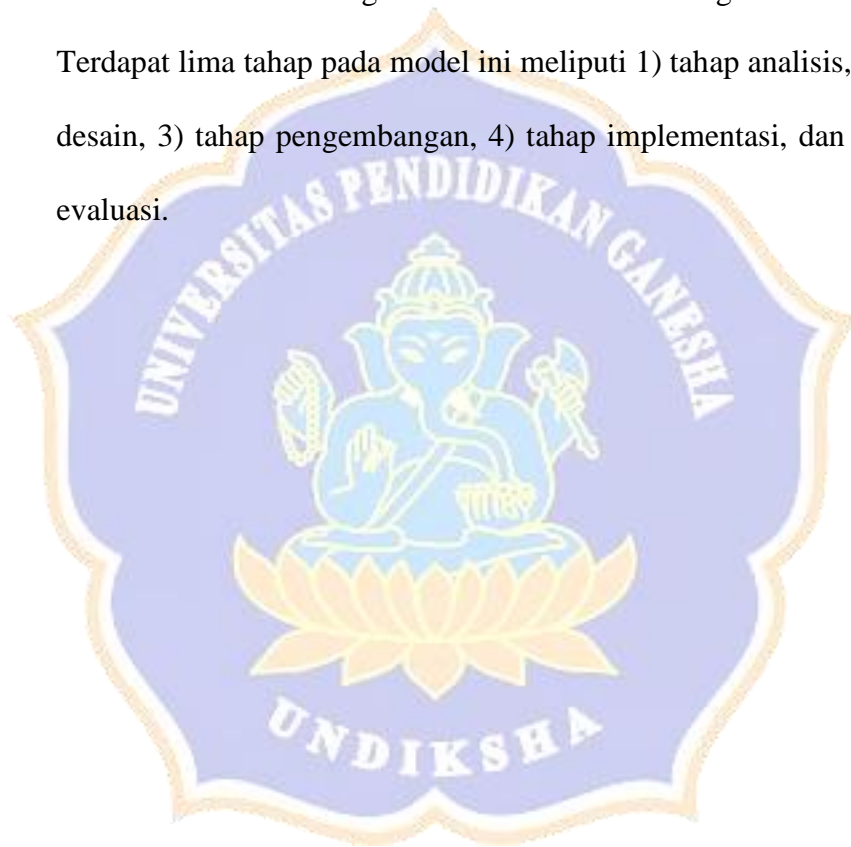 Terdapat lima tahap pada model ini meliputi 1) tahap analisis,
desain, 3) tahap pengembangan, 4) tahap implementasi, dan
evaluasi.
UNIVERSITAS PENDIDIKAN GANESHA
UNDIKSHA